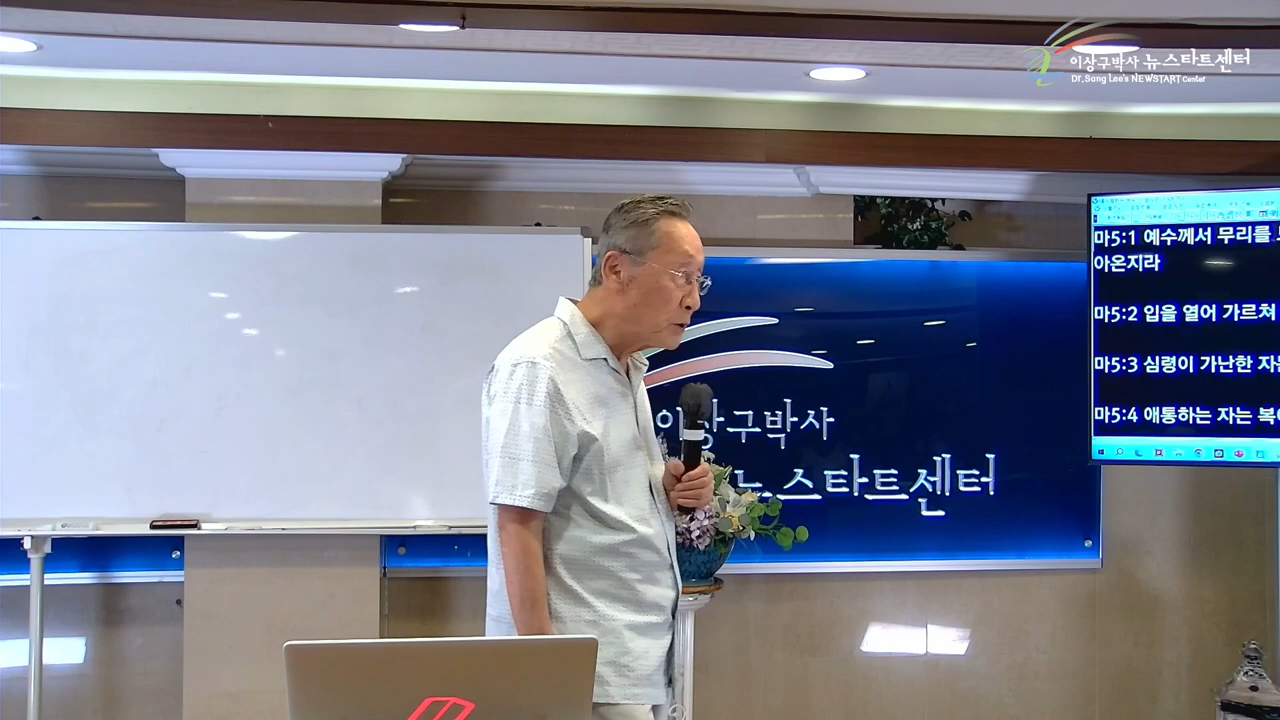 이상구박사 뉴스타트센터
Dr. Sang Lee's NEWSTART Center
마5:1 예수께서 무리를
아온지라
마5:2 입을 열어 가르쳐
마5:3 심령이 가난한
마5:4 애통하는 자는
이상구박사
뉴스타트센터